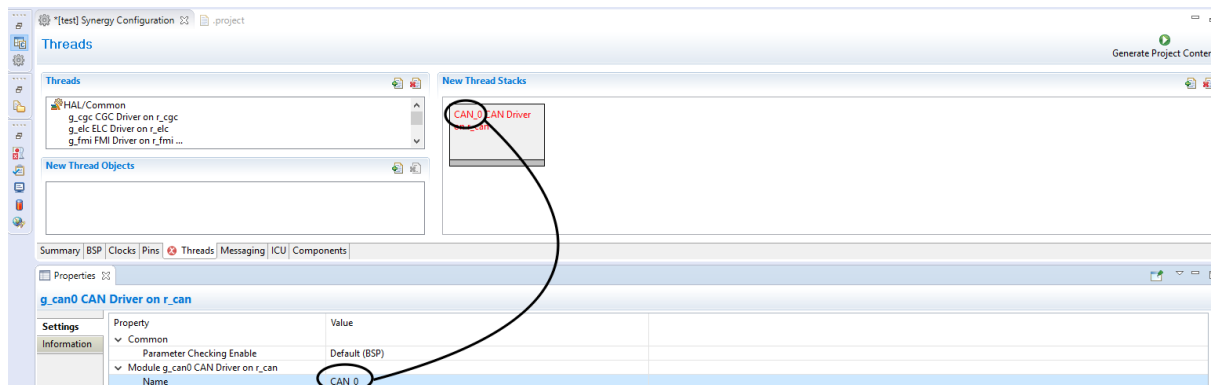 *[test] Synergy Configuration .project
Threads
Generate Project Conten
Threads
New Thread Stacks
HAL/Common
g_cgc CGC Driver on r_cgc
g_elc ELC Driver on r_elc
g_fmi FMI Driver on r_fmi ...
CAN_0 CAN Driver
on r_can
New Thread Objects
Summary BSP Clocks Pins Threads Messaging ICU Components
Properties
g_can0 CAN Driver on r_can
Settings
Information
Property Value
Common
Parameter Checking Enable Default (BSP)
Module g_can0 CAN Driver on r_can
Name CAN_0